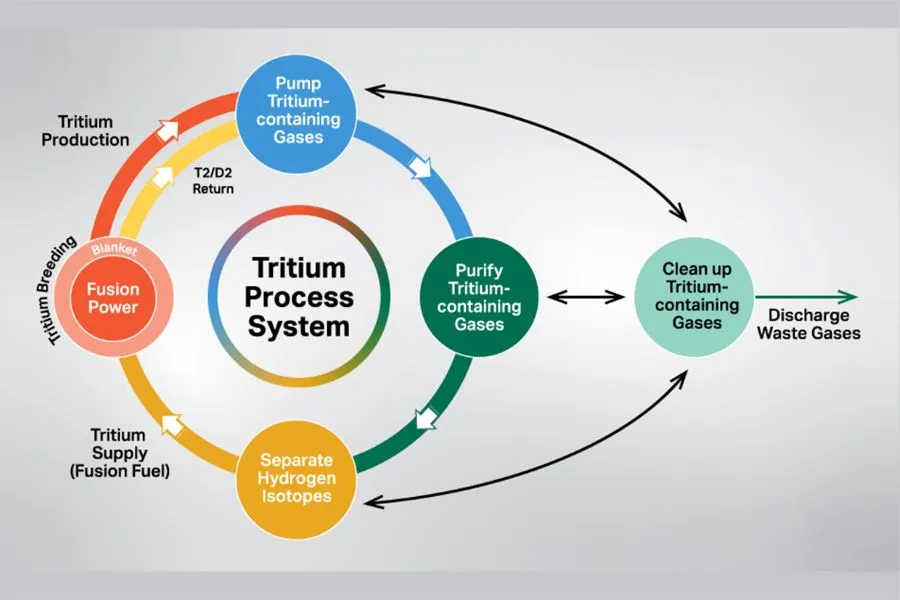 Pump
Tritium-
containing
Gases
Tritium
Production
T2/D2
Return
Tritium Breeding
Blanket
Fusion
Power
Tritium
Process
System
Purify
Tritium-
containing
Gases
Clean up
Tritium-
containing
Gases
Discharge
Waste Gases
Tritium
Supply
(Fusion Fuel)
Separate
Hydrogen
Isotopes